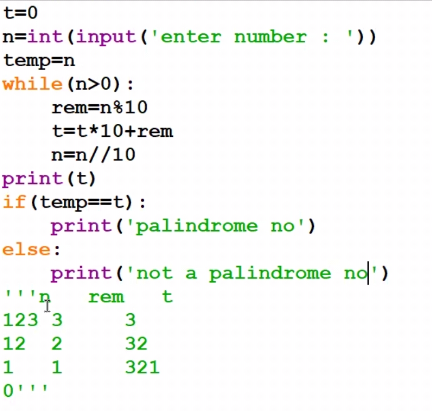 t=0
n=int(input('enter number : '))
temp=n
while(n>0):
    rem=n%10
    t=t*10+rem
    n=n//10
print(t)
if(temp==t):
    print('palindrome no')
else:
    print('not a palindrome no')
'''n   rem   t
123 3     3
12  2     32
1   1     321
0'''